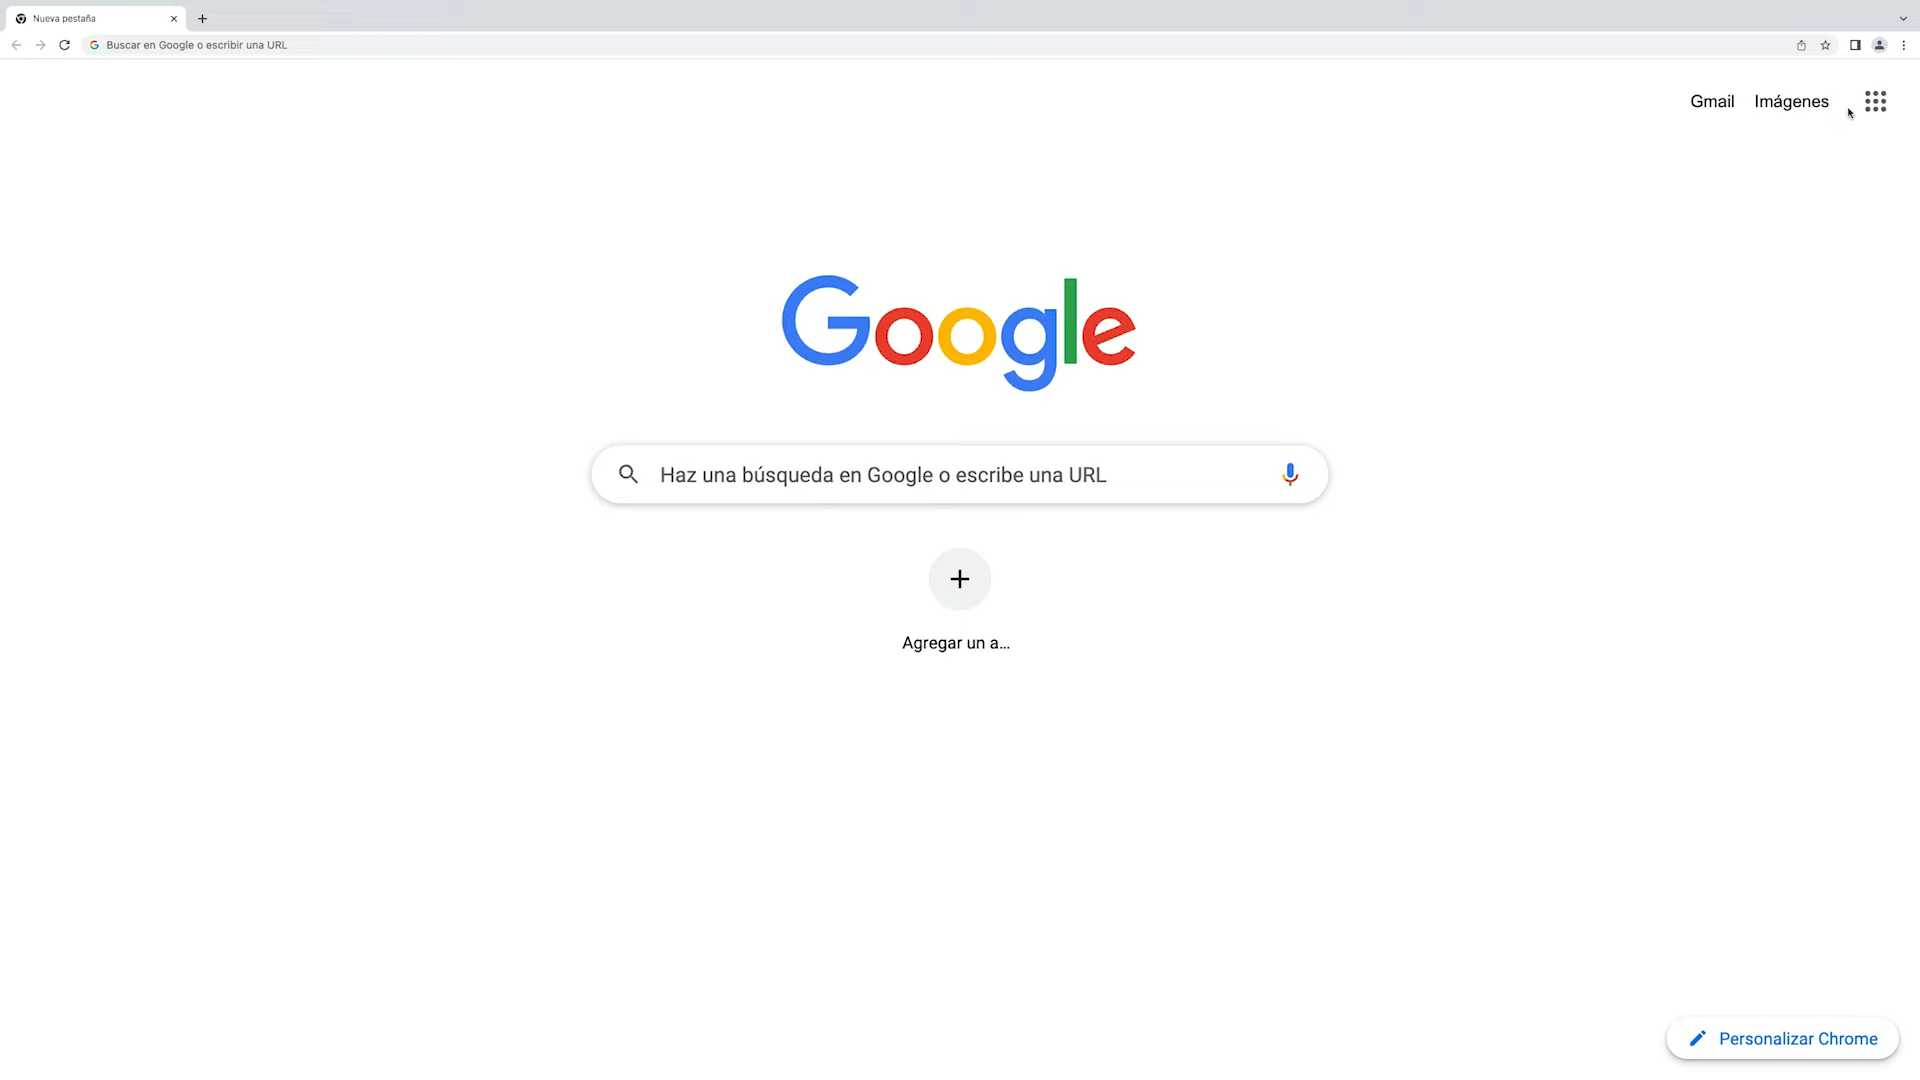 Nueva pestaña
Buscar en Google o escribir una URL
Gmail Imágenes
Google
Haz una búsqueda en Google o escribe una URL
Agregar un a...
Personalizar Chrome